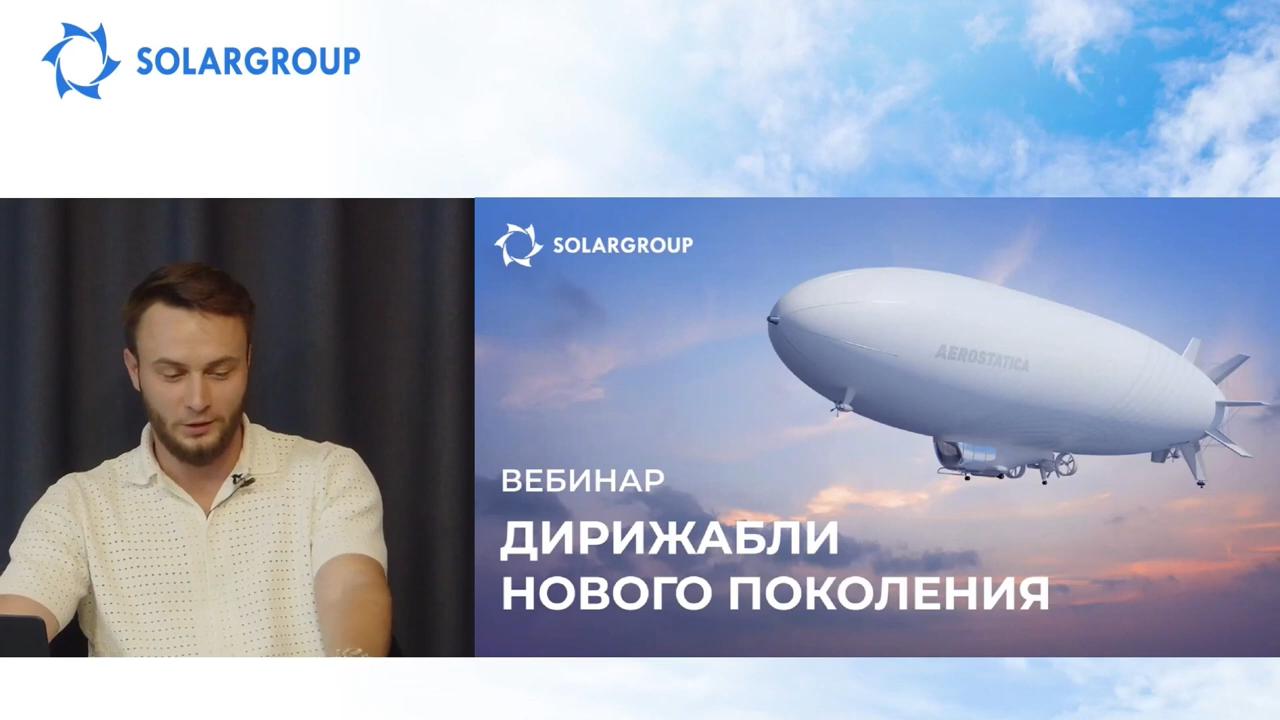 SOLARGROUP
SOLARGROUP
AEROSTATICA
ВЕБИНАР
ДИРИЖАБЛИ
НОВОГО ПОКОЛЕНИЯ